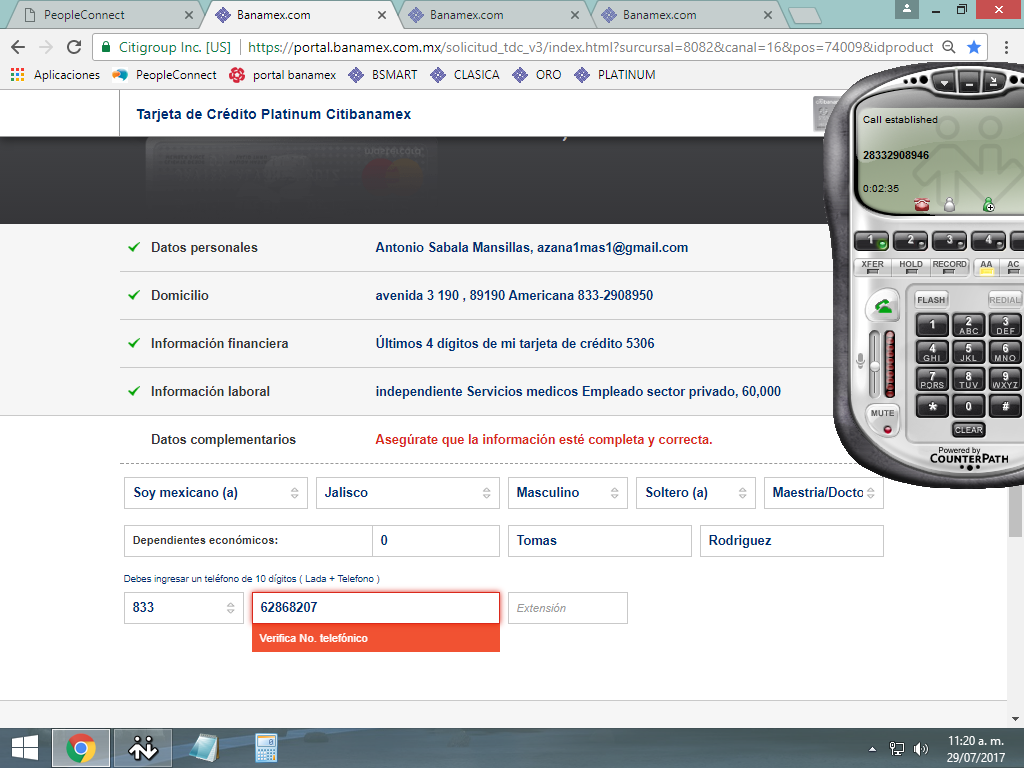 PeopleConnect
Banamex.com
Banamex.com
Banamex.com
Citigroup Inc. [US] https://portal.banamex.com.mx/solicitud_tdc_v3/index.html?surcursal=8082&canal=16&pos=74009&idproduct
Aplicaciones PeopleConnect portal banamex BSMART CLASICA ORO PLATINUM
Tarjeta de Crédito Platinum Citibanamex
Datos personales Antonio Sabala Mansillas, azana1mas1@gmail.com
Domicilio avenida 3 190 , 89190 Americana 833-2908950
Información financiera Últimos 4 dígitos de mi tarjeta de crédito 5306
Información laboral independiente Servicios medicos Empleado sector privado, 60,000
Datos complementarios Asegúrate que la información esté completa y correcta.
Soy mexicano (a) Jalisco Masculino Soltero (a) Maestria/Docto
Dependientes económicos: 0 Tomas Rodriguez
Debes ingresar un teléfono de 10 dígitos ( Lada + Telefono )
833 62868207 Extensión
Verifica No. telefónico
Call established
28332908946
0:02:35
1 2 3 4
XFER HOLD RECORD AA AC
FLASH REDIAL
1 2 ABC 3 DEF
4 GHI 5 JKL 6 MNO
7 PQRS 8 TUV 9 WXYZ
* 0 #
MUTE
CLEAR
Powered by
COUNTERPATH
11:20 a. m.
29/07/2017